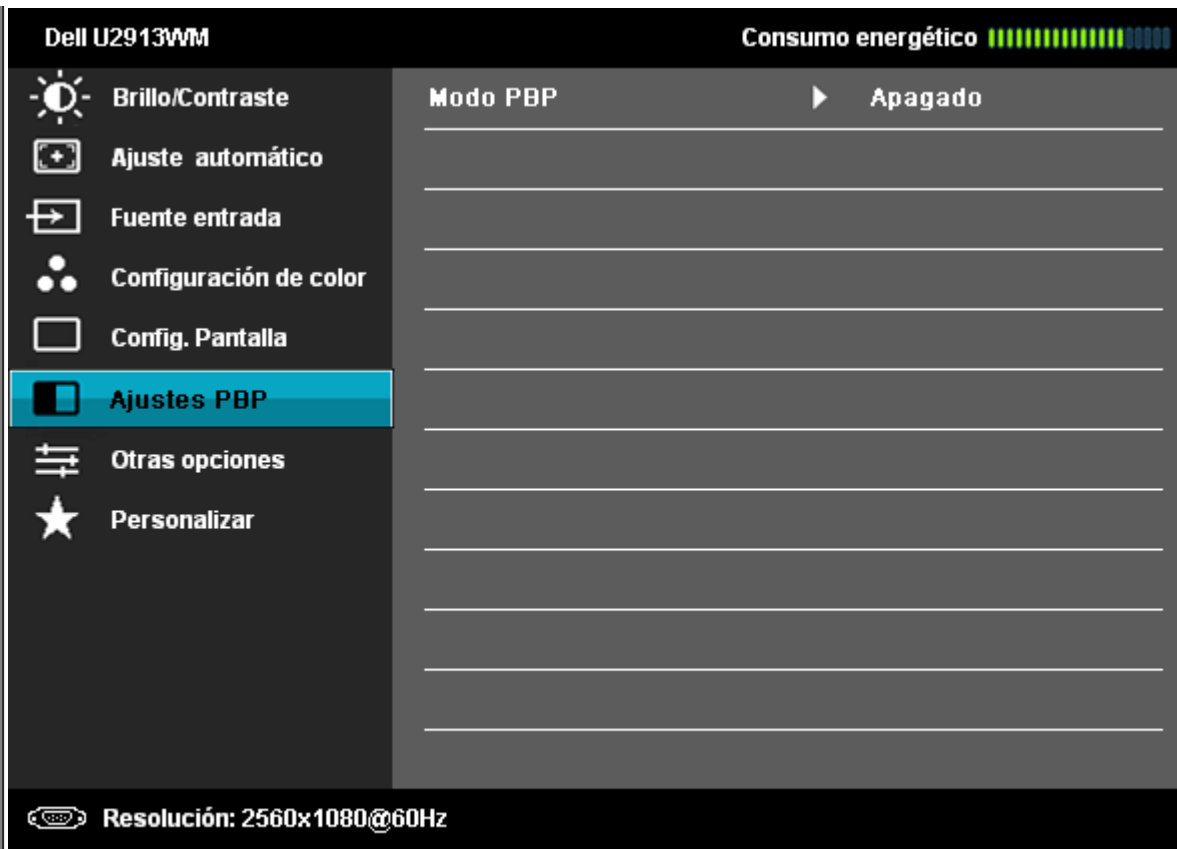 Dell U2913WM
Consumo energético
Brillo/Contraste
Modo PBP
Apagado
Ajuste automático
Fuente entrada
Configuración de color
Config. Pantalla
Ajustes PBP
Otras opciones
Personalizar
Resolución: 2560x1080@60Hz